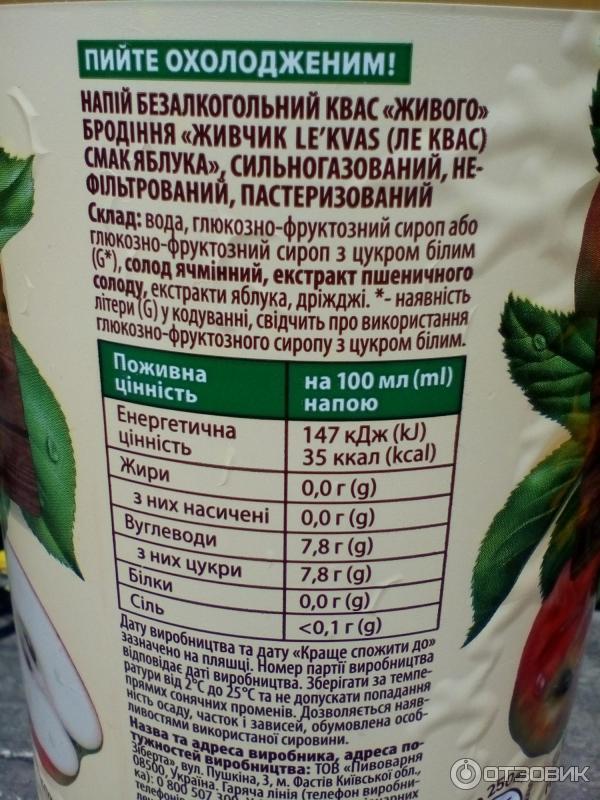 ПИЙТЕ ОХОЛОДЖЕНИМ!
НАПІЙ БЕЗАЛКОГОЛЬНИЙ КВАС «ЖИВОГО»
БРОДІННЯ «ЖИВЧИК LE’KVAS (ЛЕ КВАС)
СМАК ЯБЛУКА», СИЛЬНОГАЗОВАНИЙ, НЕ-
ФІЛЬТРОВАНИЙ, ПАСТЕРИЗОВАНИЙ
Склад: вода, глюкозно-фруктозний сироп або
глюкозно-фруктозний сироп з цукром білим
(G*), солод ячмінний, екстракт пшеничного
солоду, екстракти яблука, дріжджі. *- наявність
літери (G) у кодуванні, свідчить про використання
глюкозно-фруктозного сиропу з цукром білим.
Поживна цінність на 100 мл (ml) напою
Енергетична цінність 147 кДж (kJ) 35 ккал (kcal)
Жири 0,0 г (g)
з них насичені 0,0 г (g)
Вуглеводи 7,8 г (g)
з них цукри 7,8 г (g)
Білки 0,0 г (g)
Сіль <0,1 г (g)
Дату виробництва та дату «Краще спожити до»
зазначено на пляшці. Номер партії виробництва
відповідає даті виробництва. Зберігати за темпе-
ратури від 2°С до 25°С та не допускати попадання
прямих сонячних променів. Дозволяється наяв-
ність осаду, часток і зависей, обумовлена особ-
ливостями використаної сировини.
Назва та адреса виробника, адреса по-
тужностей виробництва: ТОВ «Пивоварня
Зіберта», вул. Пушкіна, 3, м. Фастів Київської обл.,
08500, Україна. Гаряча лінія (телефон виробни-
ка): 0 800 507 30
телефонів
ОТЗОВИК